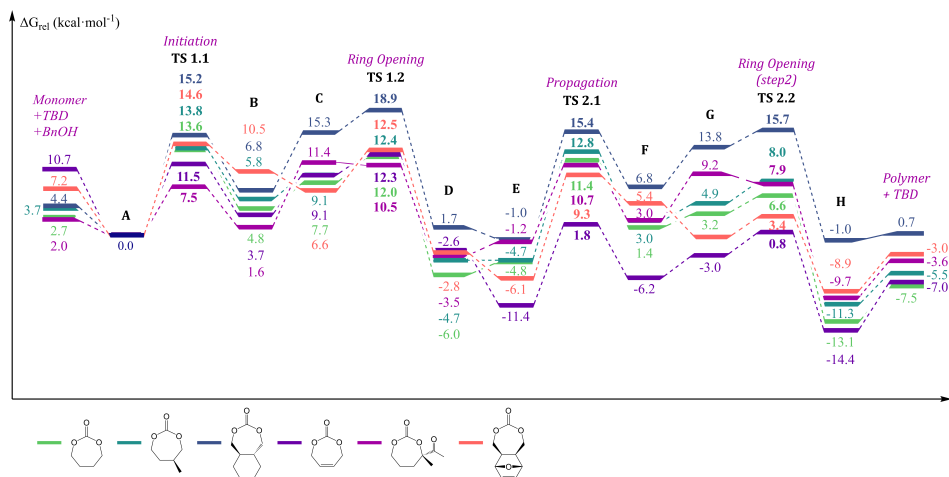 ΔGrel (kcal·mol-1)
Monomer
+TBD
+BnOH
10.7
7.2
4.4
3.7
2.7
2.0
A
0.0
Initiation
TS 1.1
15.2
14.6
13.8
13.6
11.5
7.5
B
10.5
6.8
5.8
4.8
3.7
1.6
C
15.3
11.4
9.1
9.1
7.7
6.6
Ring Opening
TS 1.2
18.9
12.5
12.4
12.3
12.0
10.5
D
1.7
-2.6
-2.8
-3.5
-4.7
-6.0
E
-1.0
-1.2
-4.7
-4.8
-6.1
-11.4
Propagation
TS 2.1
15.4
12.8
11.4
10.7
9.3
1.8
F
6.8
5.4
3.0
3.0
1.4
-6.2
G
13.8
9.2
4.9
3.2
-3.0
Ring Opening
(step2)
TS 2.2
15.7
8.0
7.9
6.6
3.4
0.8
H
-1.0
-8.9
-9.7
-11.3
-13.1
-14.4
Polymer
+ TBD
0.7
-3.0
-3.6
-5.5
-7.0
-7.5
O
O O
O
O O
O
O O
O
O O
O
O O
O
O
O O
O